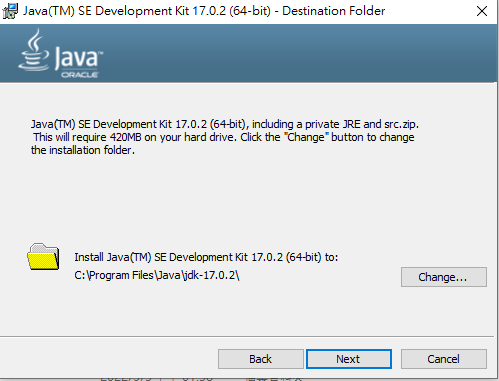 Java(TM) SE Development Kit 17.0.2 (64-bit) - Destination Folder
Java
ORACLE
Java(TM) SE Development Kit 17.0.2 (64-bit), including a private JRE and src.zip.
This will require 420MB on your hard drive. Click the "Change" button to change
the installation folder.
Install Java(TM) SE Development Kit 17.0.2 (64-bit) to:
C:\Program Files\Java\jdk-17.0.2\
Change...
Back
Next
Cancel